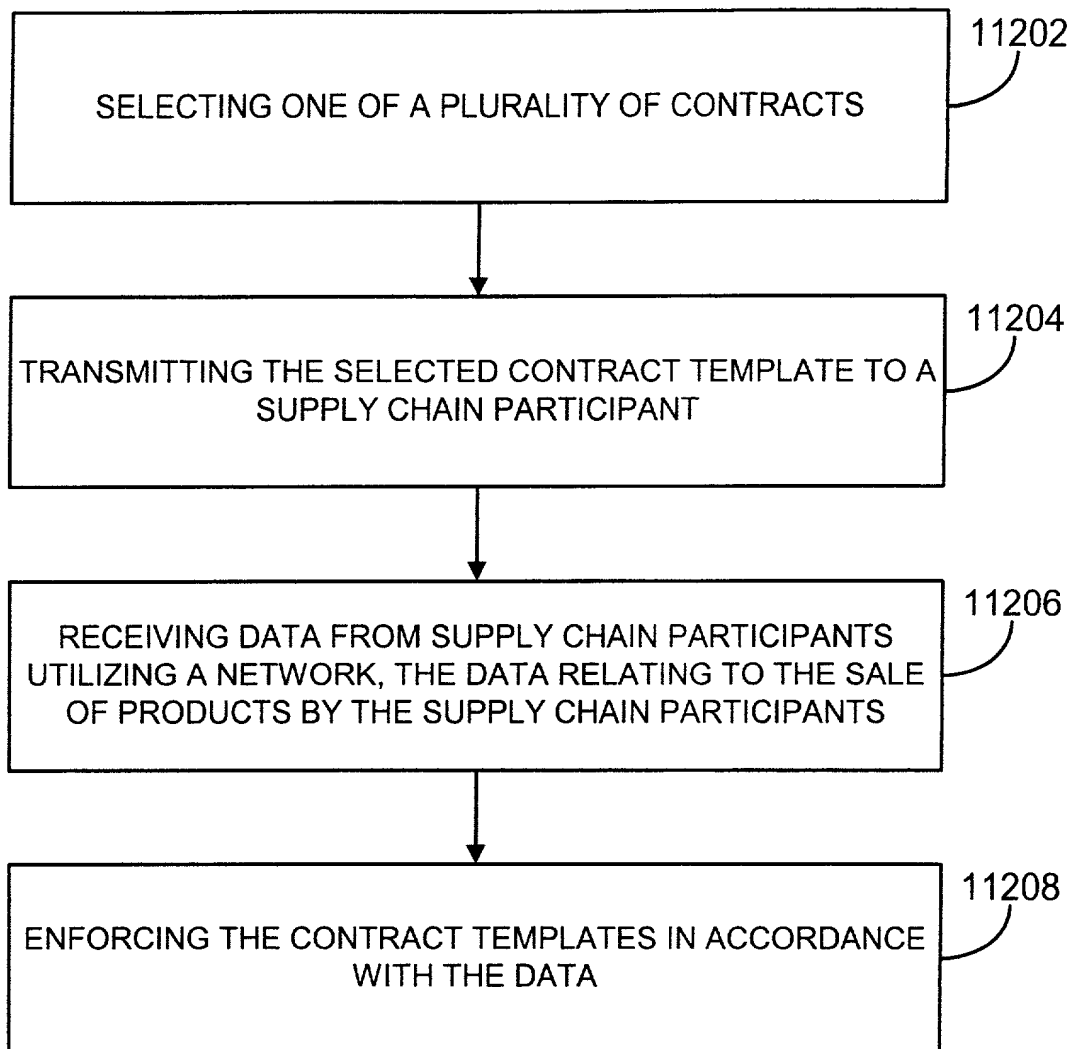 11202
SELECTING ONE OF A PLURALITY OF CONTRACTS
11204
TRANSMITTING THE SELECTED CONTRACT TEMPLATE TO A
SUPPLY CHAIN PARTICIPANT
11206
RECEIVING DATA FROM SUPPLY CHAIN PARTICIPANTS
UTILIZING A NETWORK, THE DATA RELATING TO THE SALE
OF PRODUCTS BY THE SUPPLY CHAIN PARTICIPANTS
11208
ENFORCING THE CONTRACT TEMPLATES IN ACCORDANCE
WITH THE DATA